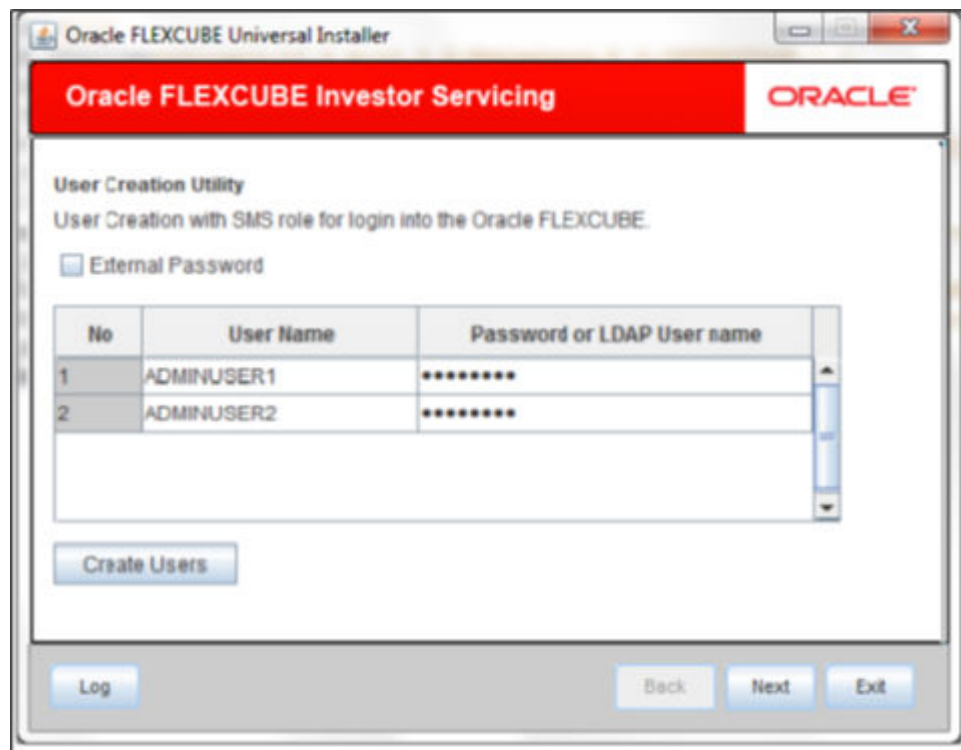 Oracle FLEXCUBE Universal Installer
Oracle FLEXCUBE Investor Servicing
ORACLE
User Creation Utility
User Creation with SMS role for login into the Oracle FLEXCUBE.
External Password
No User Name Password or LDAP User name
1 ADMINUSER1 ••••••••
2 ADMINUSER2 ••••••••
Create Users
Log Back Next Exit